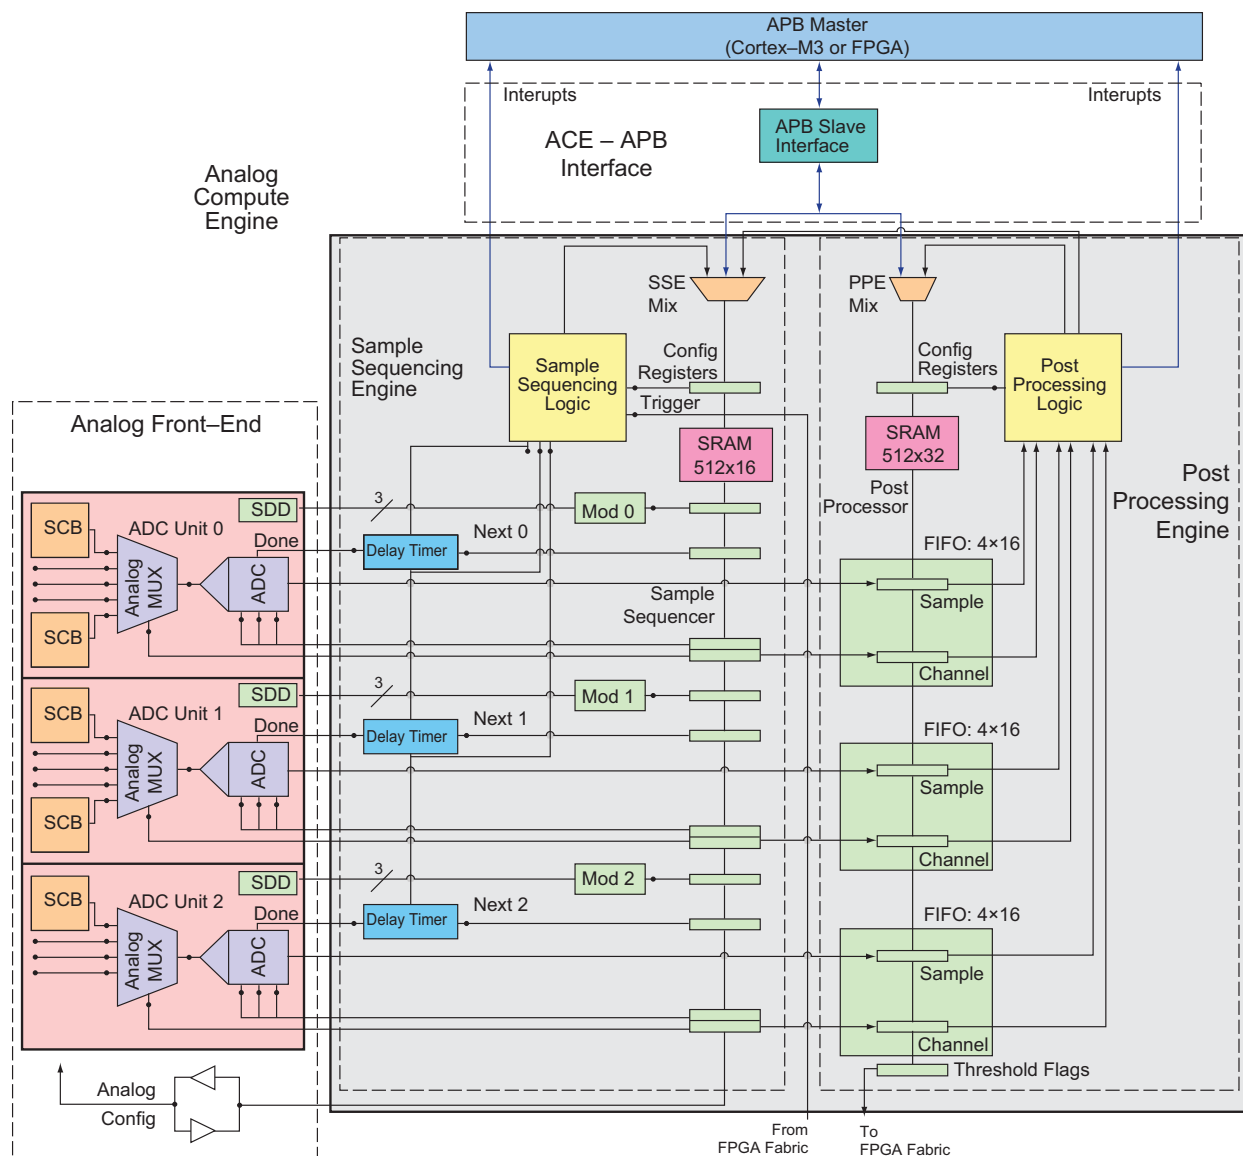 APB Master
(Cortex–M3 or FPGA)
Interupts
Interupts
ACE – APB
Interface
APB Slave
Interface
Analog
Compute
Engine
SSE
Mix
PPE
Mix
Sample
Sequencing
Engine
Sample
Sequencing
Logic
Config
Registers
Trigger
Config
Registers
Post
Processing
Logic
SRAM
512x16
SRAM
512x32
Post
Processor
Post
Processing
Engine
Analog Front–End
SCB
ADC Unit 0
SDD
Done
Analog
MUX
ADC
SCB
3
Mod 0
Delay Timer
Next 0
Sample
Sequencer
FIFO: 4×16
Sample
Channel
SCB
ADC Unit 1
SDD
Done
Analog
MUX
ADC
SCB
3
Mod 1
Delay Timer
Next 1
FIFO: 4×16
Sample
Channel
SCB
ADC Unit 2
SDD
Done
Analog
MUX
ADC
3
Mod 2
Delay Timer
Next 2
FIFO: 4×16
Sample
Channel
Threshold Flags
Analog
Config
From
FPGA Fabric
To
FPGA Fabric